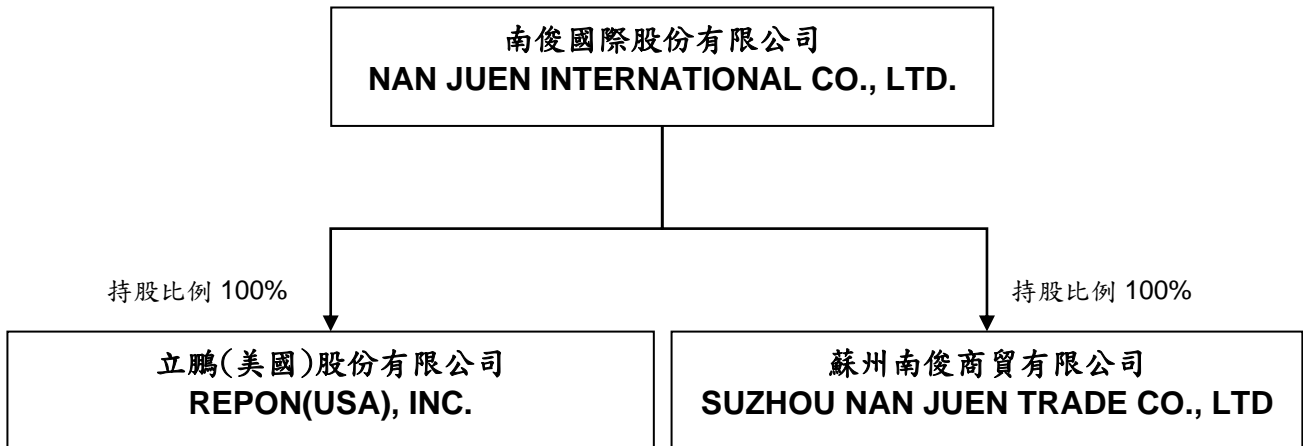 南俊國際股份有限公司
NAN JUEN INTERNATIONAL CO., LTD.
持股比例 100%
持股比例 100%
立鵬(美國)股份有限公司
REPON(USA), INC.
蘇州南俊商貿有限公司
SUZHOU NAN JUEN TRADE CO., LTD